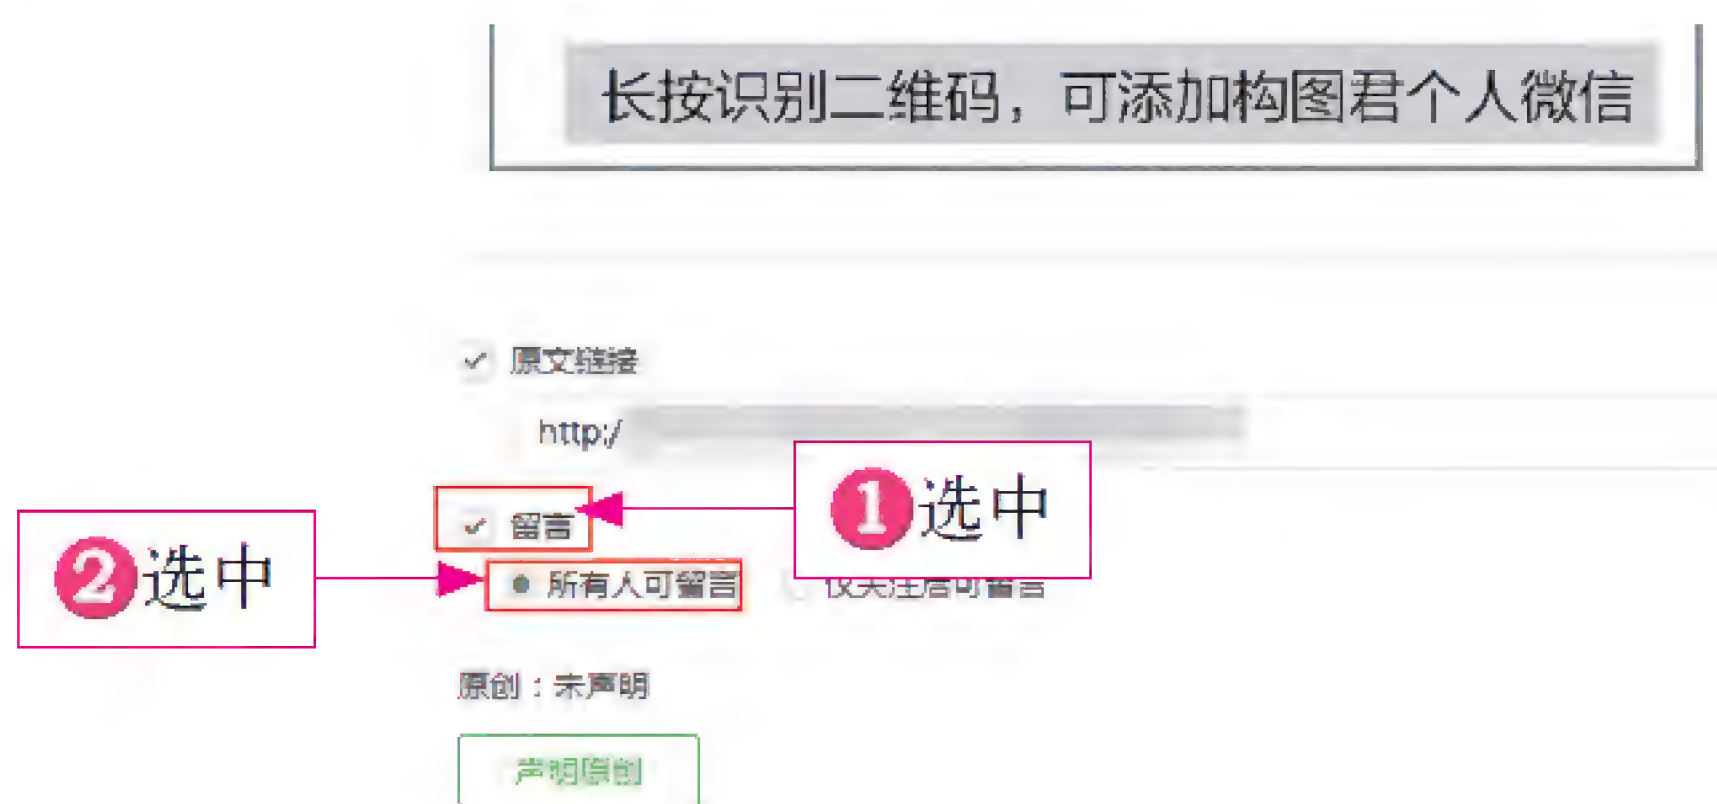 长按识别二维码，可添加构图君个人微信
原文链接
http:/
留言
❶选中
❷选中
所有人可留言
仅关注后可留言
原创：未声明
声明原创